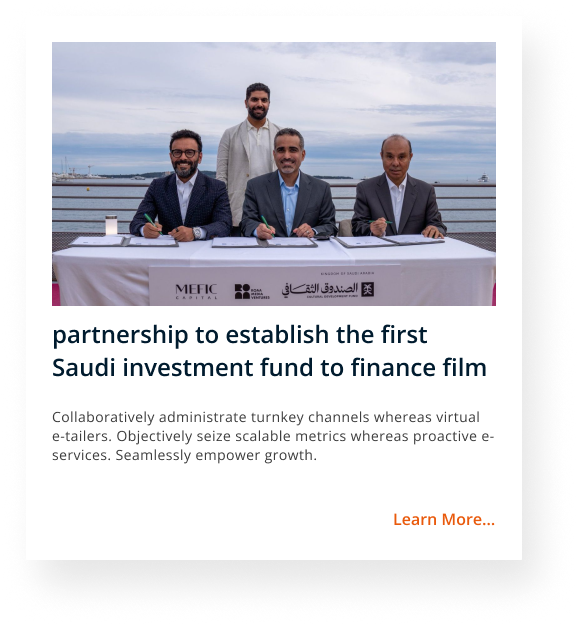 KINGDOM OF SAUDI ARABIA
MEFIC
CAPITAL
ROAA
MEDIA
VENTURES
الصندوق الثقافي
CULTURAL DEVELOPMENT FUND
partnership to establish the first
Saudi investment fund to finance film
Collaboratively administrate turnkey channels whereas virtual
e-tailers. Objectively seize scalable metrics whereas proactive e-
services. Seamlessly empower growth.
Learn More...